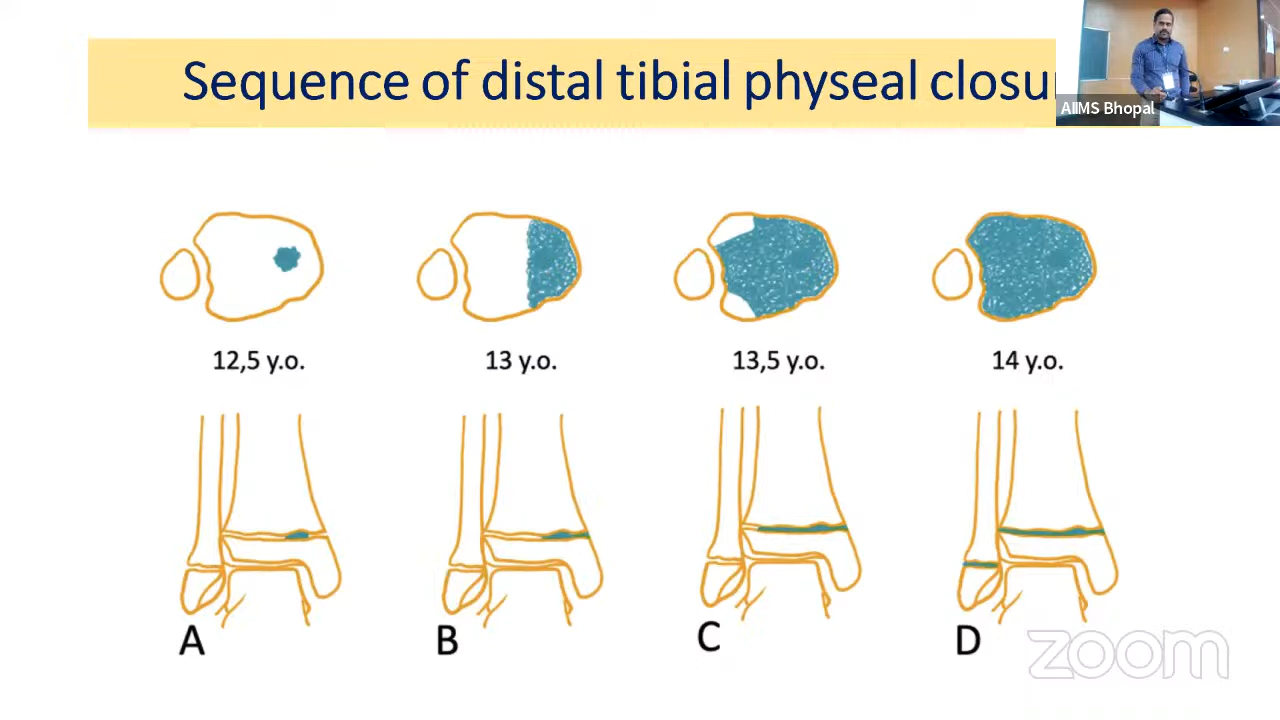 Sequence of distal tibial physeal closu
AIIMS Bhopal
12,5 y.o.
13 y.o.
13,5 y.o.
14 y.o.
A
B
C
D
zoom